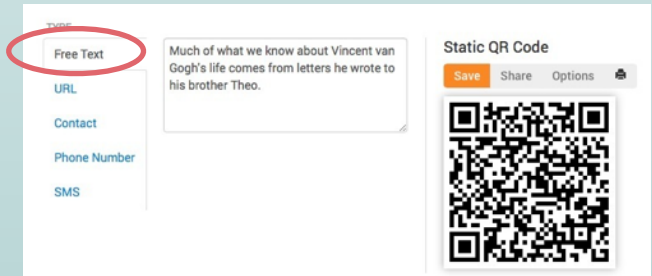 TYPE
Free Text
URL
Contact
Phone Number
SMS
Much of what we know about Vincent van
Gogh's life comes from letters he wrote to
his brother Theo.
Static QR Code
Save Share Options